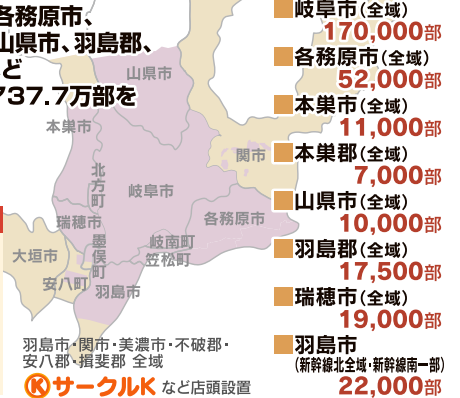 各務原市、
山県市、羽島郡、
ど
37.7万部を
山県市
本巣市
関市
北方町
岐阜市
各務原市
瑞穂市
墨俣町
岐南町
笠松町
大垣市
安八町
羽島市
羽島市・関市・美濃市・不破郡・
安八郡・揖斐郡 全域
ⓀサークルK など店頭設置
岐阜市(全域)
170,000部
各務原市(全域)
52,000部
本巣市(全域)
11,000部
本巣郡(全域)
7,000部
山県市(全域)
10,000部
羽島郡(全域)
17,500部
瑞穂市(全域)
19,000部
羽島市
(新幹線北全域・新幹線南一部)
22,000部